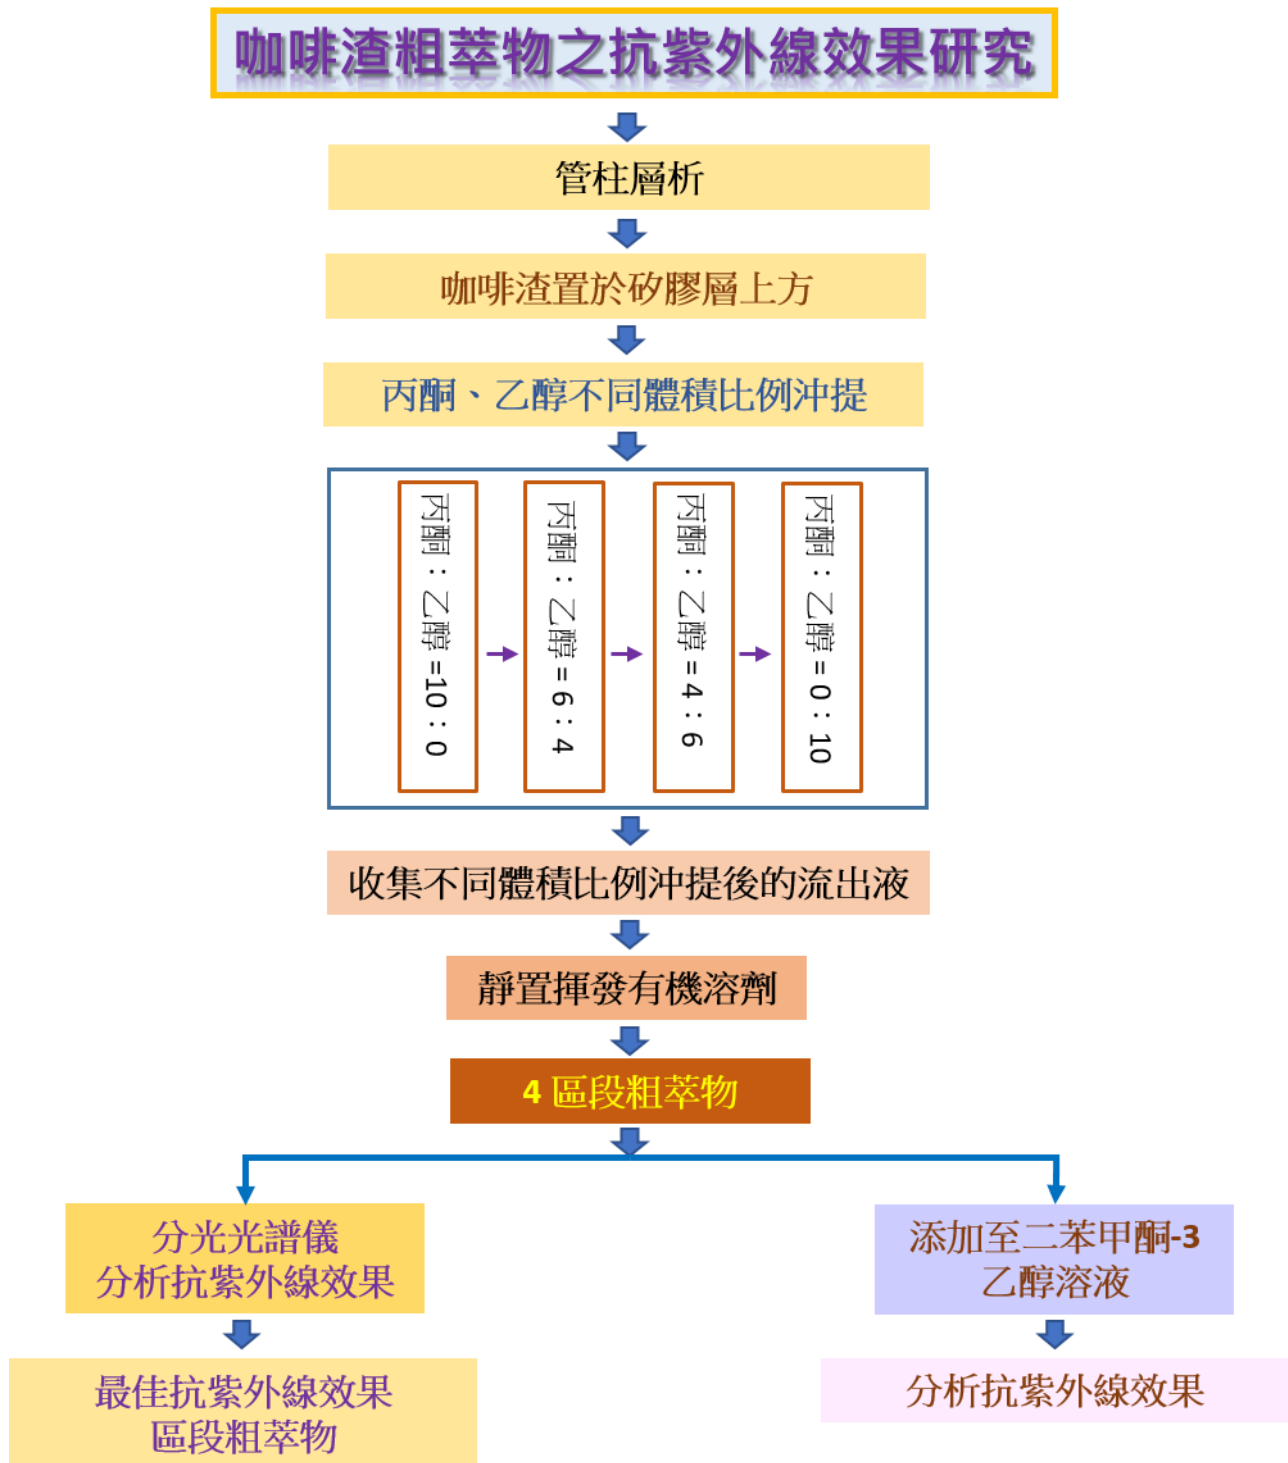 咖啡渣粗萃物之抗紫外線效果研究
管柱層析
咖啡渣置於矽膠層上方
丙酮、乙醇不同體積比例沖提
丙酮：乙醇=10：0
丙酮：乙醇=6：4
丙酮：乙醇=4：6
丙酮：乙醇=0：10
收集不同體積比例沖提後的流出液
靜置揮發有機溶劑
4 區段粗萃物
分光光譜儀
分析抗紫外線效果
最佳抗紫外線效果
區段粗萃物
添加至二苯甲酮-3
乙醇溶液
分析抗紫外線效果